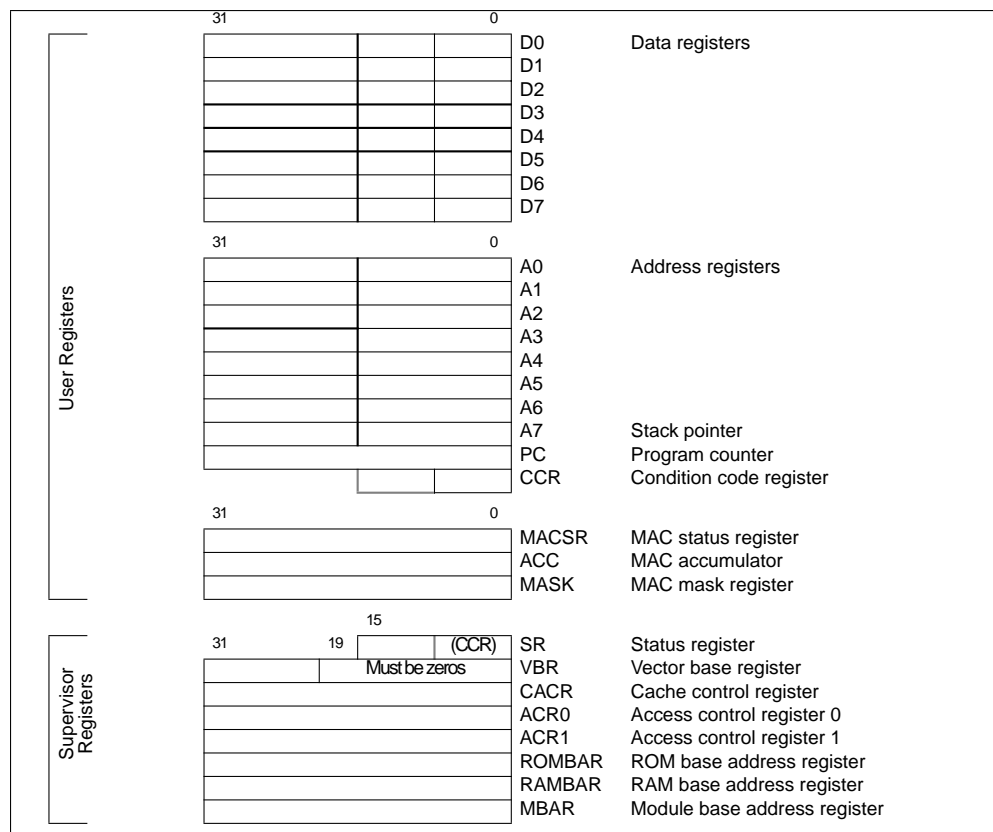 31 0
D0 Data registers
D1
D2
D3
D4
D5
D6
D7
31 0
A0 Address registers
A1
A2
A3
A4
A5
A6
A7 Stack pointer
PC Program counter
CCR Condition code register
User Registers
31 0
MACSR MAC status register
ACC MAC accumulator
MASK MAC mask register
15
31 19 (CCR) SR Status register
Must be zeros VBR Vector base register
CACR Cache control register
ACR0 Access control register 0
ACR1 Access control register 1
ROMBAR ROM base address register
RAMBAR RAM base address register
MBAR Module base address register
Supervisor
Registers